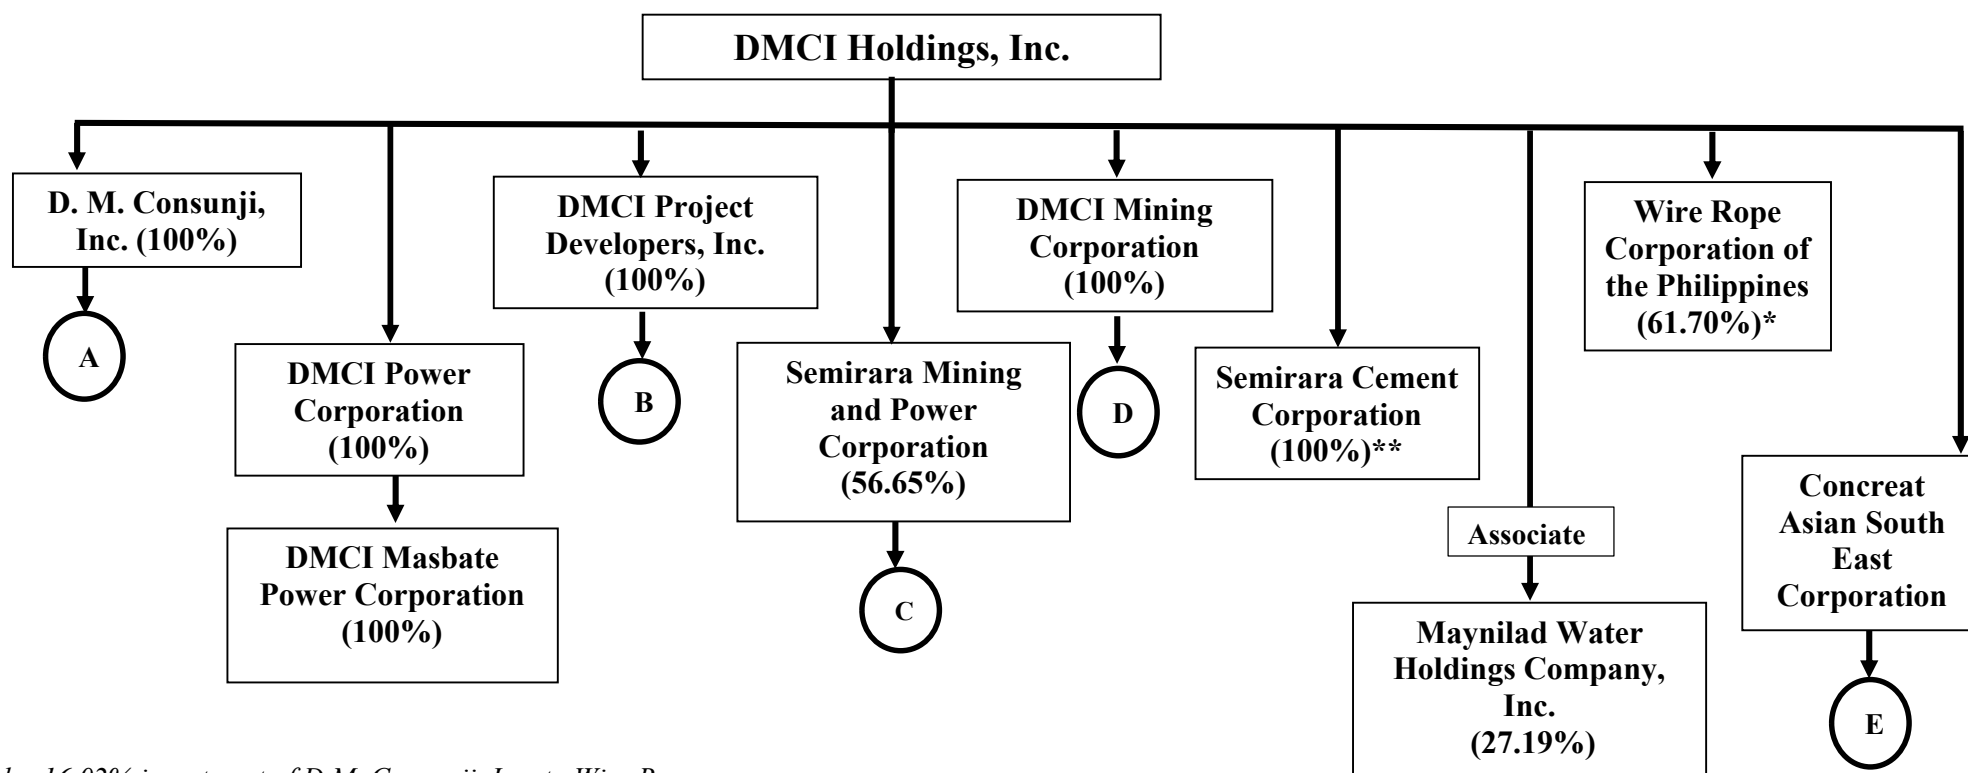 DMCI Holdings, Inc.
D. M. Consunji,
Inc. (100%)
A
DMCI Power
Corporation
(100%)
DMCI Masbate
Power Corporation
(100%)
DMCI Project
Developers, Inc.
(100%)
B
Semirara Mining
and Power
Corporation
(56.65%)
C
DMCI Mining
Corporation
(100%)
D
Semirara Cement
Corporation
(100%)**
Associate
Maynilad Water
Holdings Company,
Inc.
(27.19%)
Wire Rope
Corporation of
the Philippines
(61.70%)*
Concreat
Asian South
East
Corporation
E